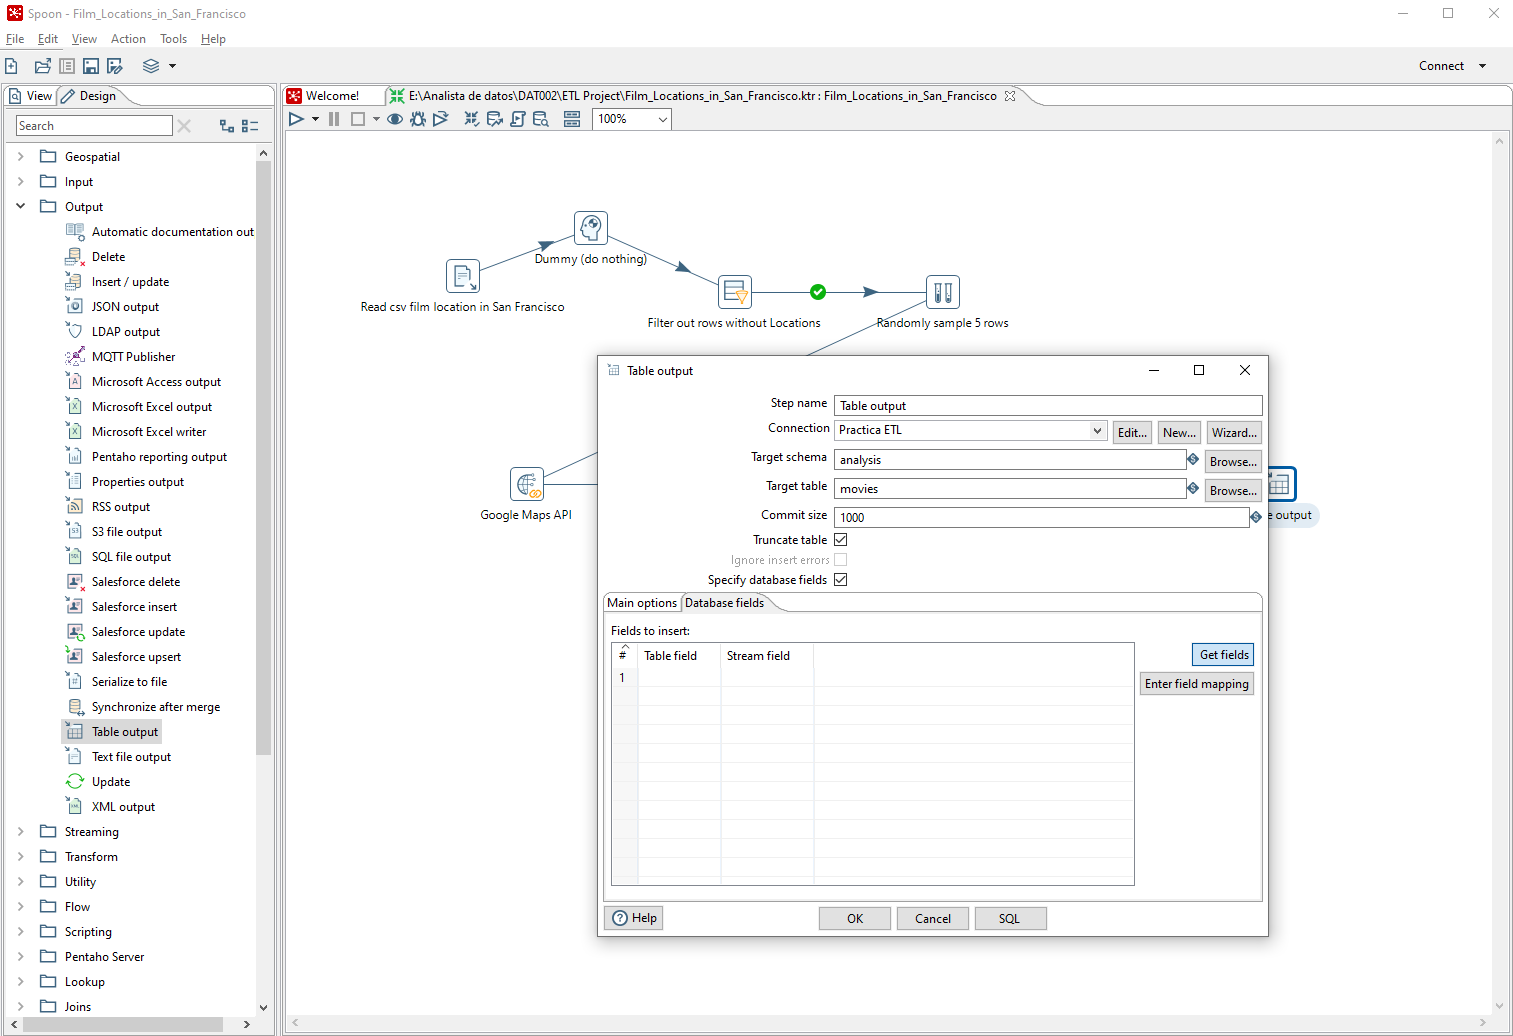 Spoon - Film_Locations_in_San_Francisco
File Edit View Action Tools Help
Connect
View Design
Welcome! E:\Analista de datos\DAT002\ETL Project\Film_Locations_in_San_Francisco.ktr : Film_Locations_in_San_Francisco
Search
100%
Geospatial
Input
Output
Automatic documentation out
Delete
Insert / update
JSON output
LDAP output
MQTT Publisher
Microsoft Access output
Microsoft Excel output
Microsoft Excel writer
Pentaho reporting output
Properties output
RSS output
S3 file output
SQL file output
Salesforce delete
Salesforce insert
Salesforce update
Salesforce upsert
Serialize to file
Synchronize after merge
Table output
Text file output
Update
XML output
Streaming
Transform
Utility
Flow
Scripting
Pentaho Server
Lookup
Joins
Dummy (do nothing)
Read csv film location in San Francisco
Filter out rows without Locations
Randomly sample 5 rows
Google Maps API
e output
Table output
Step name Table output
Connection Practica ETL Edit... New... Wizard...
Target schema analysis Browse...
Target table movies Browse...
Commit size 1000
Truncate table
Ignore insert errors
Specify database fields
Main options Database fields
Fields to insert:
# Table field Stream field
1
Get fields
Enter field mapping
Help OK Cancel SQL